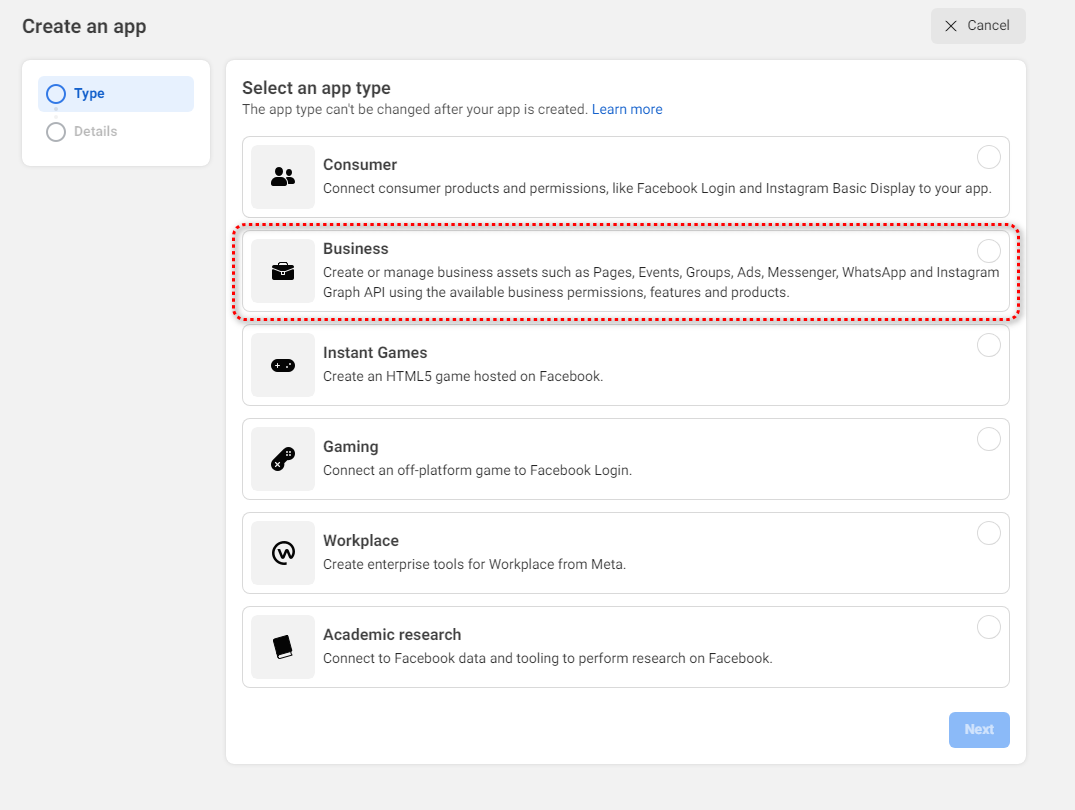 Create an app
Cancel
Type
Details
Select an app type
The app type can't be changed after your app is created. Learn more
Consumer
Connect consumer products and permissions, like Facebook Login and Instagram Basic Display to your app.
Business
Create or manage business assets such as Pages, Events, Groups, Ads, Messenger, WhatsApp and Instagram
Graph API using the available business permissions, features and products.
Instant Games
Create an HTML5 game hosted on Facebook.
Gaming
Connect an off-platform game to Facebook Login.
Workplace
Create enterprise tools for Workplace from Meta.
Academic research
Connect to Facebook data and tooling to perform research on Facebook.
Next